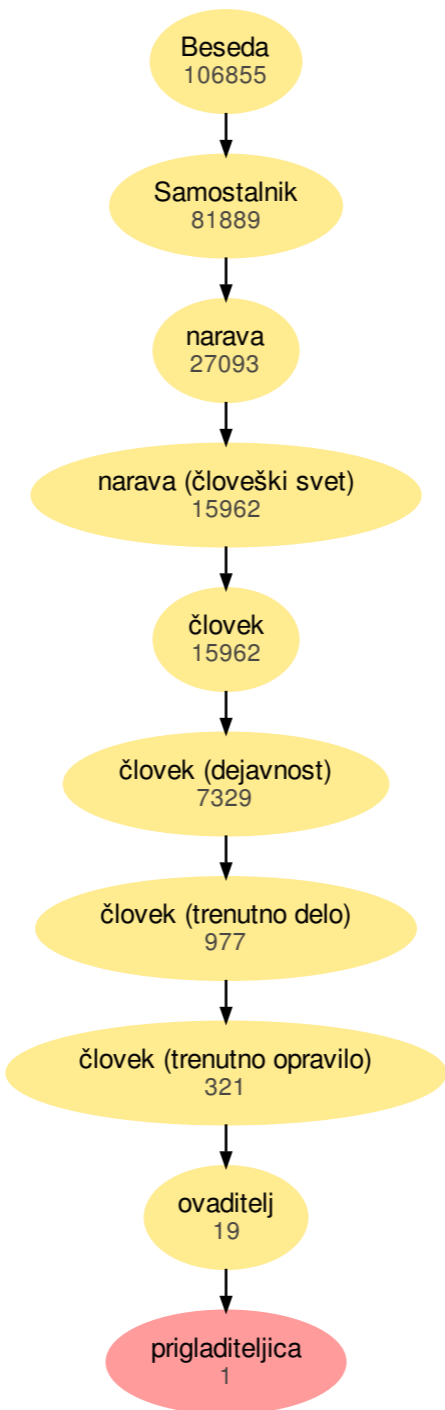 Beseda
106855
Samostalnik
81889
narava
27093
narava (človeški svet)
15962
človek
15962
človek (dejavnost)
7329
človek (trenutno delo)
977
človek (trenutno opravilo)
321
ovaditelj
19
prigladiteljica
1